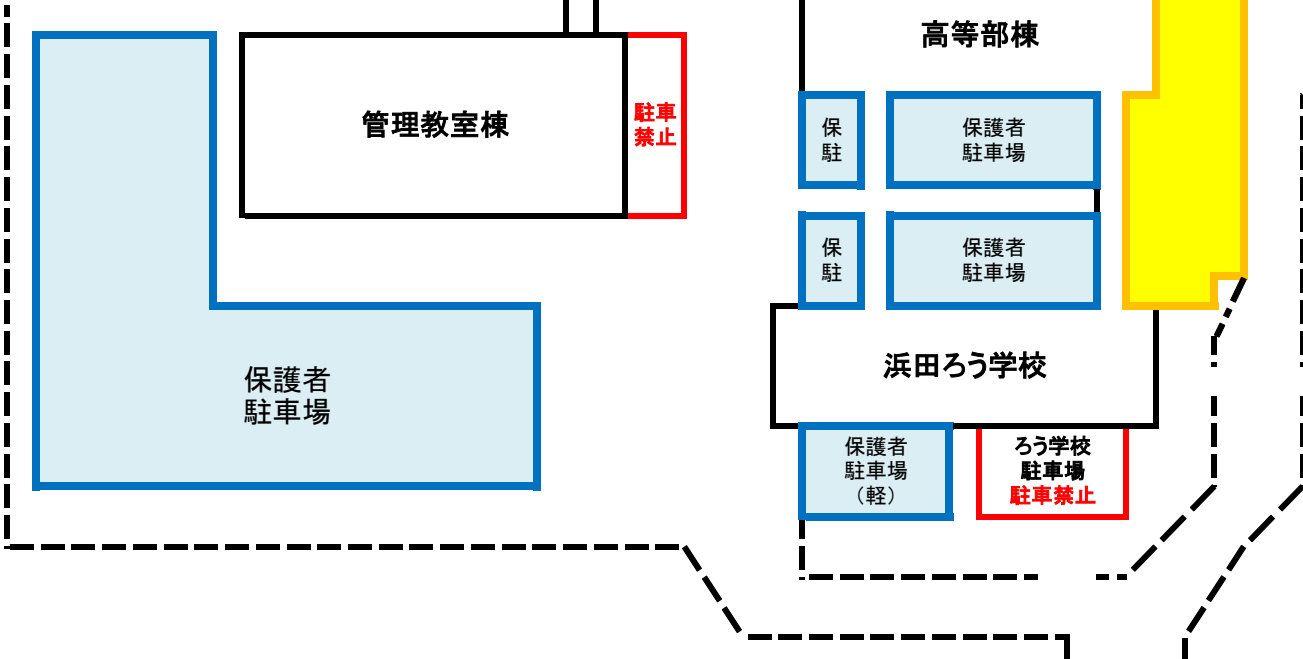 高等部棟
管理教室棟
駐車
禁止
保
駐
保護者
駐車場
保
駐
保護者
駐車場
浜田ろう学校
保護者
駐車場
保護者
駐車場
（軽）
ろう学校
駐車場
駐車禁止